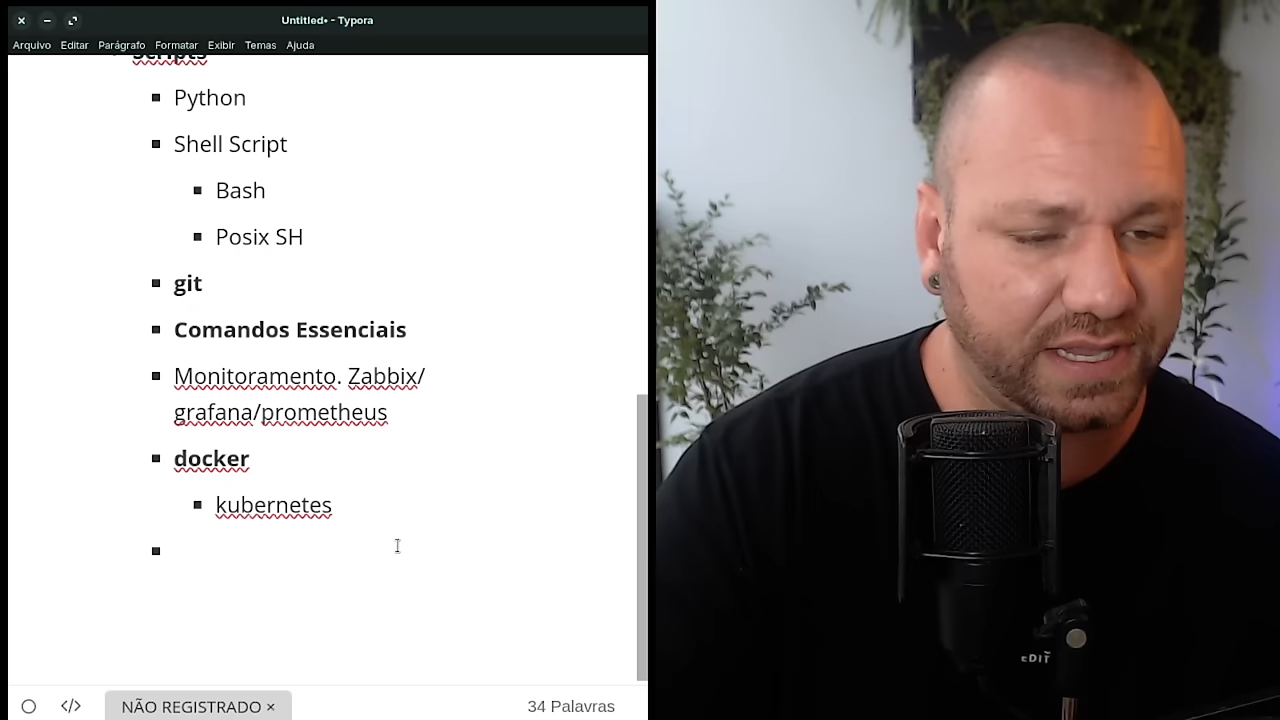 Untitled• - Typora
Arquivo Editar Parágrafo Formatar Exibir Temas Ajuda
scripts
Python
Shell Script
Bash
Posix SH
git
Comandos Essenciais
Monitoramento. Zabbix/
grafana/prometheus
docker
kubernetes
</> NÃO REGISTRADO × 34 Palavras
EDIT